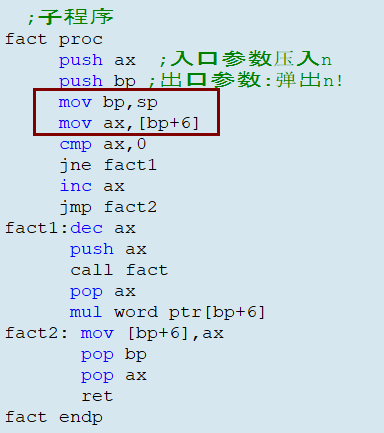 ;子程序
fact proc
push ax ;入口参数压入n
push bp ;出口参数:弹出n!
mov bp,sp
mov ax,[bp+6]
cmp ax,0
jne fact1
inc ax
jmp fact2
fact1:dec ax
push ax
call fact
pop ax
mul word ptr[bp+6]
fact2: mov [bp+6],ax
pop bp
pop ax
ret
fact endp